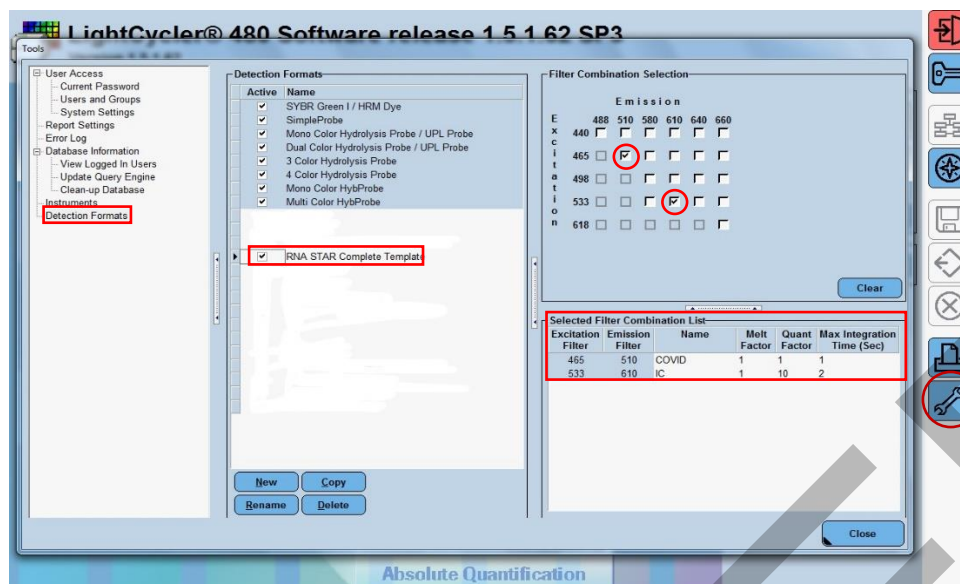 LightCycler® 480 Software release 1.5.1.62 SP3
Tools
User Access
Current Password
Users and Groups
System Settings
Report Settings
Error Log
Database Information
View Logged In Users
Update Query Engine
Clean-up Database
Instruments
Detection Formats
Detection Formats
Active Name
SYBR Green I / HRM Dye
SimpleProbe
Mono Color Hydrolysis Probe / UPL Probe
Dual Color Hydrolysis Probe / UPL Probe
3 Color Hydrolysis Probe
4 Color Hydrolysis Probe
Mono Color HybProbe
Multi Color HybProbe
RNA STAR Complete Template
New Copy
Rename Delete
Filter Combination Selection
Emission
488 510 580 610 640 660
Excitation
440
465
498
533
618
Clear
Selected Filter Combination List
Excitation Filter Emission Filter Name Melt Factor Quant Factor Max Integration Time (Sec)
465 510 COVID 1 1 1
533 610 IC 1 10 2
Close
Absolute Quantification